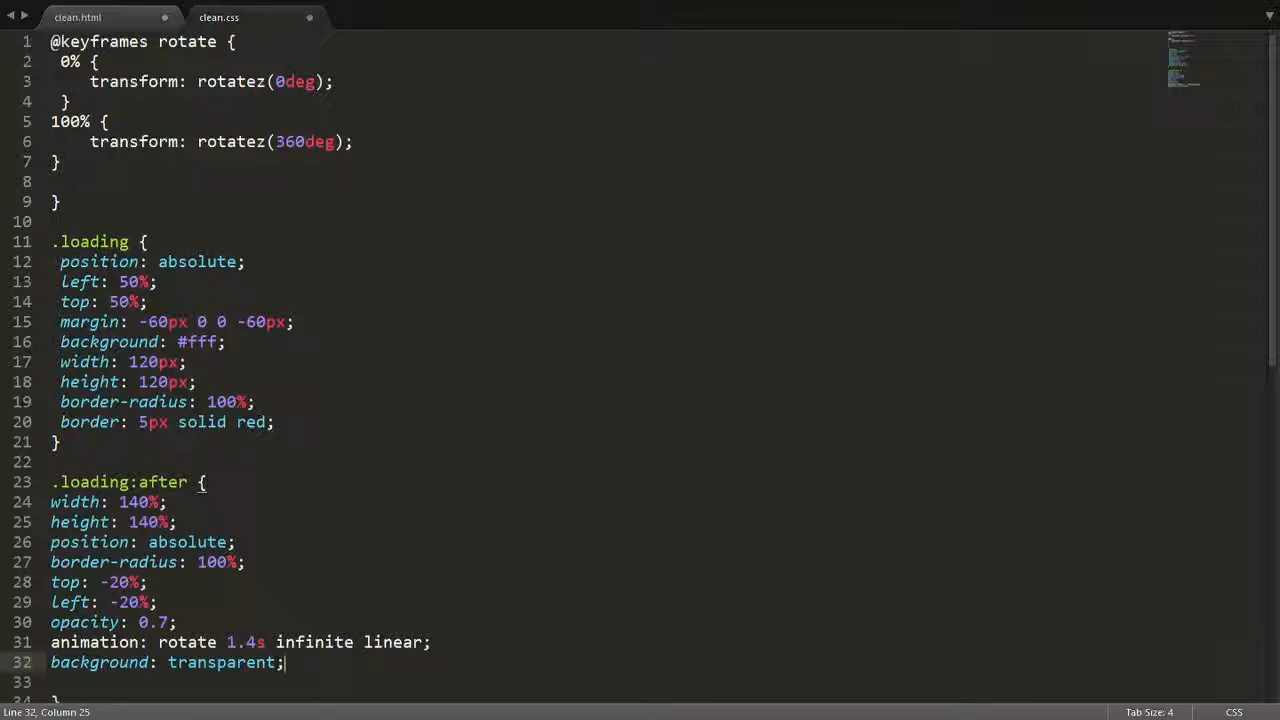 clean.html
clean.css
1 @keyframes rotate {
2 0% {
3 transform: rotatez(0deg);
4 }
5 100% {
6 transform: rotatez(360deg);
7 }
8
9 }
10
11 .loading {
12 position: absolute;
13 left: 50%;
14 top: 50%;
15 margin: -60px 0 0 -60px;
16 background: #fff;
17 width: 120px;
18 height: 120px;
19 border-radius: 100%;
20 border: 5px solid red;
21 }
22
23 .loading:after {
24 width: 140%;
25 height: 140%;
26 position: absolute;
27 border-radius: 100%;
28 top: -20%;
29 left: -20%;
30 opacity: 0.7;
31 animation: rotate 1.4s infinite linear;
32 background: transparent;
33
34 }
Line 32, Column 25
Tab Size: 4
CSS